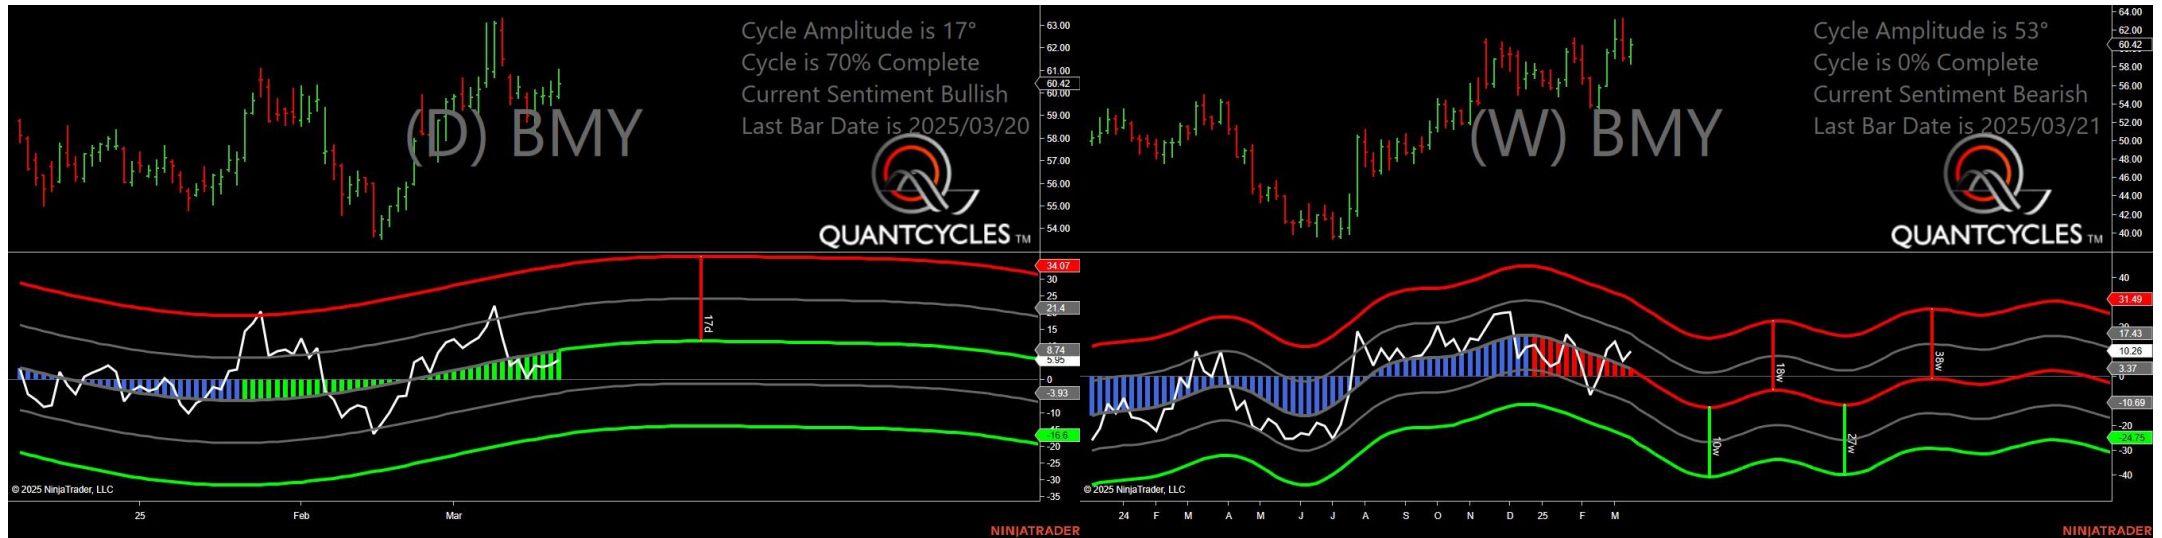 Cycle Amplitude is 17°
Cycle is 70% Complete
Current Sentiment Bullish
Last Bar Date is 2025/03/20
(D) BMY
QUANTCYCLES TM
63.00
62.00
61.00
60.42
60.00
59.00
58.00
57.00
56.00
55.00
54.00
34.07
30
25
21.4
15
8.74
5.95
0
-3.93
-10
-16.6
-20
-25
-30
-35
17d
© 2025 NinjaTrader, LLC
25 Feb Mar
NINJATRADER
Cycle Amplitude is 53°
Cycle is 0% Complete
Current Sentiment Bearish
Last Bar Date is 2025/03/21
(W) BMY
QUANTCYCLES TM
64.00
62.00
60.42
58.00
56.00
54.00
52.00
50.00
48.00
46.00
44.00
42.00
40.00
40
31.49
17.43
10.26
3.37
0
-10.69
-20
-24.75
-30
-40
10w
18w
27w
38w
© 2025 NinjaTrader, LLC
24 F M A M J J A S O N D 25 F M
NINJATRADER